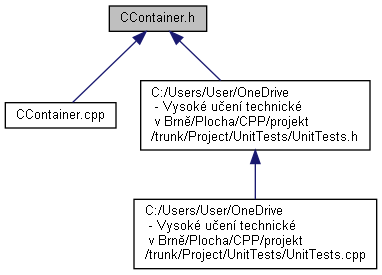 CContainer.h
CContainer.cpp
C:/Users/User/OneDrive
- Vysoké učení technické
v Brně/Plocha/CPP/projekt
/trunk/Project/UnitTests/UnitTests.h
C:/Users/User/OneDrive
- Vysoké učení technické
v Brně/Plocha/CPP/projekt
/trunk/Project/UnitTests/UnitTests.cpp